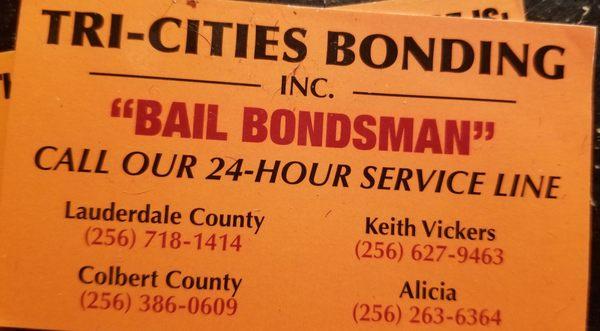 TRI-CITIES BONDING
INC.
"BAIL BONDSMAN"
CALL OUR 24-HOUR SERVICE LINE
Lauderdale County
(256) 718-1414
Keith Vickers
(256) 627-9463
Colbert County
(256) 386-0609
Alicia
(256) 263-6364